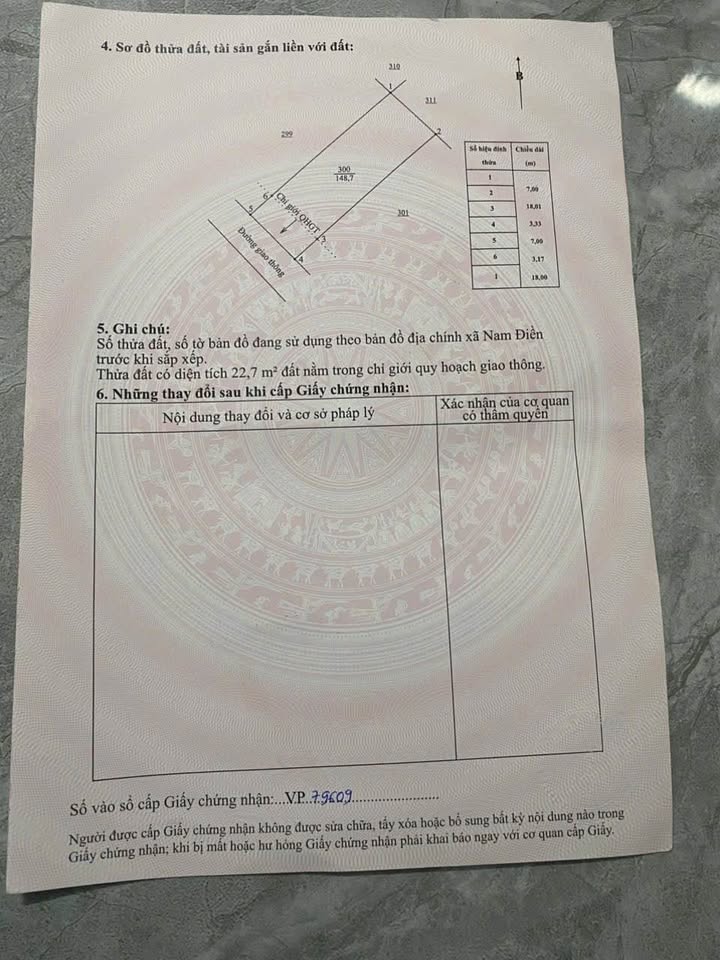 4. Sơ đồ thửa đất, tài sản gắn liền với đất:
310
1
B
311
2
299
300
148,7
6
Chỉ giới QHGT
301
5
3
Đường giao thông
4
Số hiệu đỉnh thửa
Chiều dài (m)
1
7,00
2
18,01
3
3,33
4
7,00
5
3,17
6
18,00
1
5. Ghi chú:
Số thửa đất, số tờ bản đồ đang sử dụng theo bản đồ địa chính xã Nam Điền
trước khi sắp xếp.
Thửa đất có diện tích 22,7 m² đất nằm trong chỉ giới quy hoạch giao thông.
6. Những thay đổi sau khi cấp Giấy chứng nhận:
Nội dung thay đổi và cơ sở pháp lý
Xác nhận của cơ quan
có thẩm quyền
Số vào sổ cấp Giấy chứng nhận:...VP..79609......................
Người được cấp Giấy chứng nhận không được sửa chữa, tẩy xóa hoặc bổ sung bất kỳ nội dung nào trong
Giấy chứng nhận; khi bị mất hoặc hư hỏng Giấy chứng nhận phải khai báo ngay với cơ quan cấp Giấy.